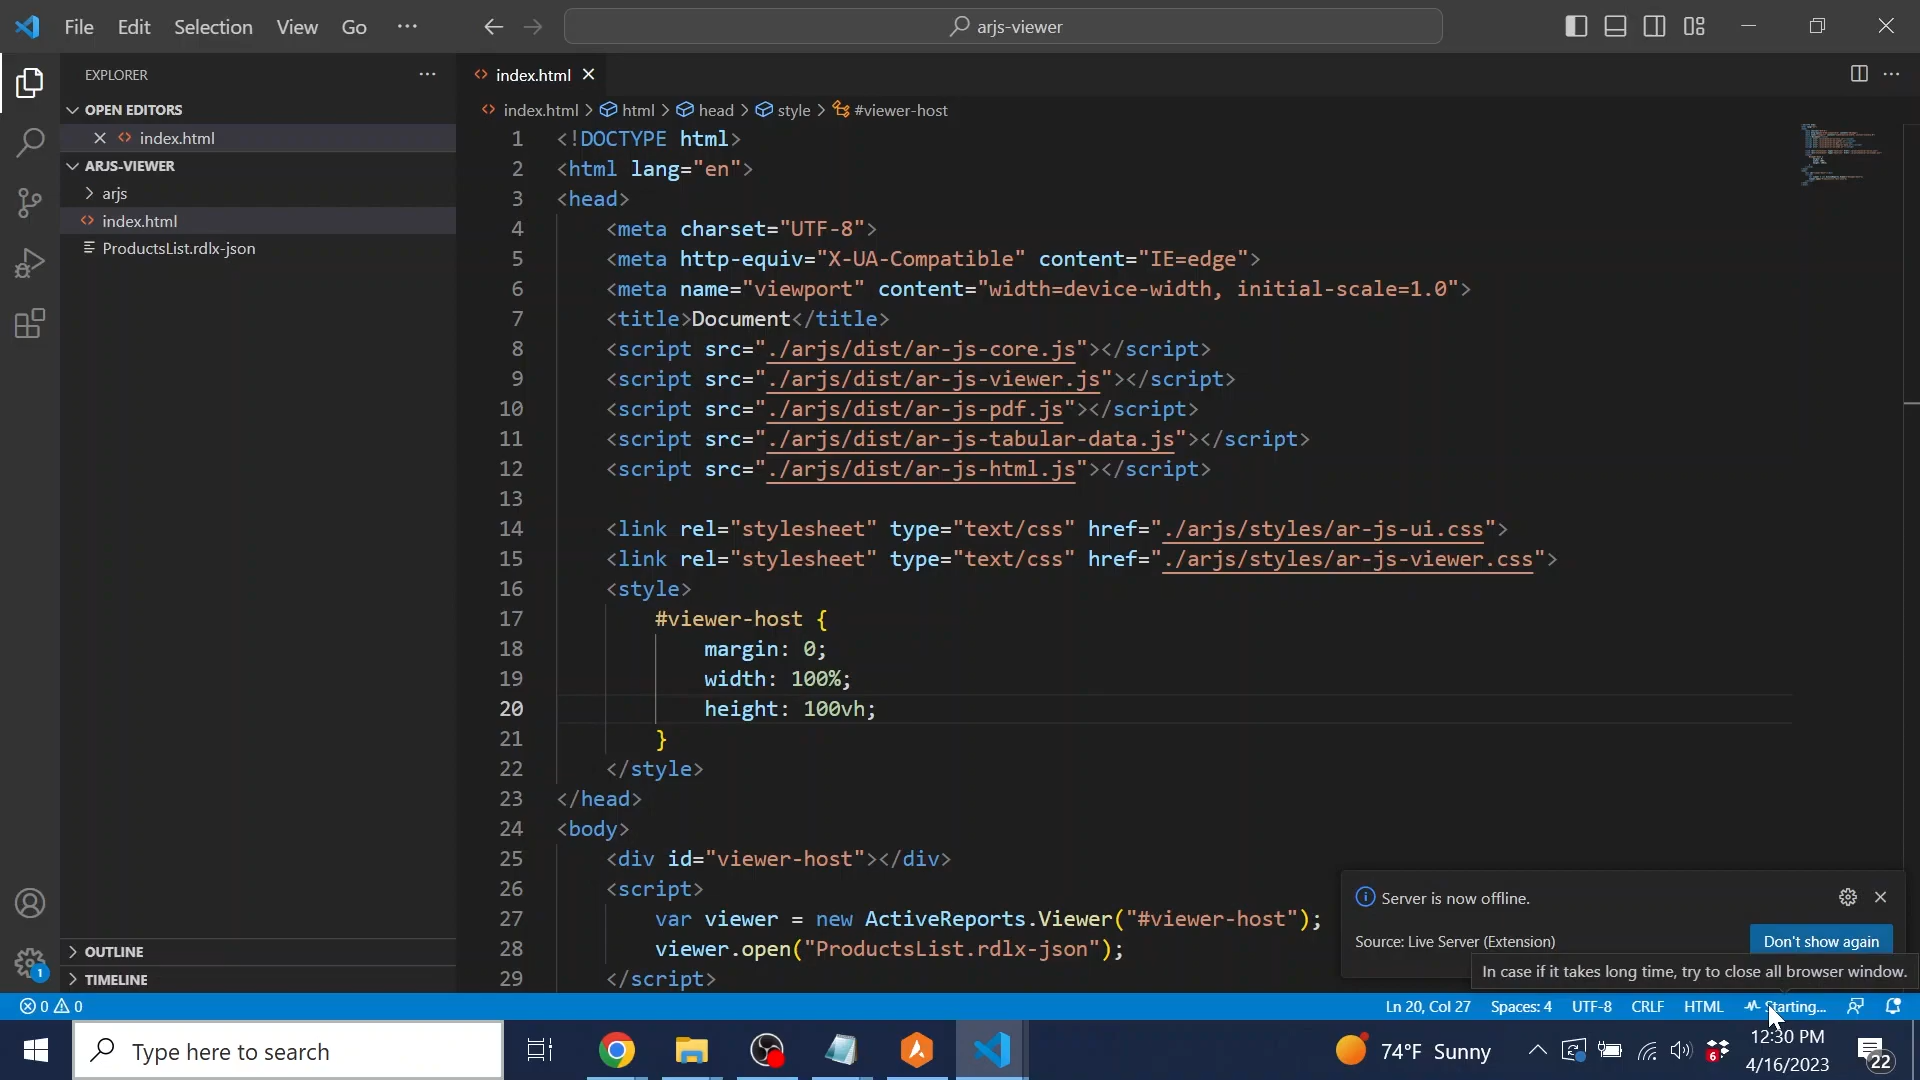 File Edit Selection View Go ··· arjs-viewer
EXPLORER ···
OPEN EDITORS
index.html
ARJS-VIEWER
arjs
index.html
ProductsList.rdlx-json
OUTLINE
TIMELINE
index.html
index.html > html > head > style > #viewer-host
1 <!DOCTYPE html>
2 <html lang="en">
3 <head>
4 <meta charset="UTF-8">
5 <meta http-equiv="X-UA-Compatible" content="IE=edge">
6 <meta name="viewport" content="width=device-width, initial-scale=1.0">
7 <title>Document</title>
8 <script src="./arjs/dist/ar-js-core.js"></script>
9 <script src="./arjs/dist/ar-js-viewer.js"></script>
10 <script src="./arjs/dist/ar-js-pdf.js"></script>
11 <script src="./arjs/dist/ar-js-tabular-data.js"></script>
12 <script src="./arjs/dist/ar-js-html.js"></script>
13
14 <link rel="stylesheet" type="text/css" href="./arjs/styles/ar-js-ui.css">
15 <link rel="stylesheet" type="text/css" href="./arjs/styles/ar-js-viewer.css">
16 <style>
17 #viewer-host {
18 margin: 0;
19 width: 100%;
20 height: 100vh;
21 }
22 </style>
23 </head>
24 <body>
25 <div id="viewer-host"></div>
26 <script>
27 var viewer = new ActiveReports.Viewer("#viewer-host");
28 viewer.open("ProductsList.rdlx-json");
29 </script>
Server is now offline.
Source: Live Server (Extension) Don't show again
In case if it takes long time, try to close all browser window.
1
0 0 Ln 20, Col 27 Spaces: 4 UTF-8 CRLF HTML Starting...
Type here to search 74°F Sunny 6 12:30 PM
4/16/2023 22